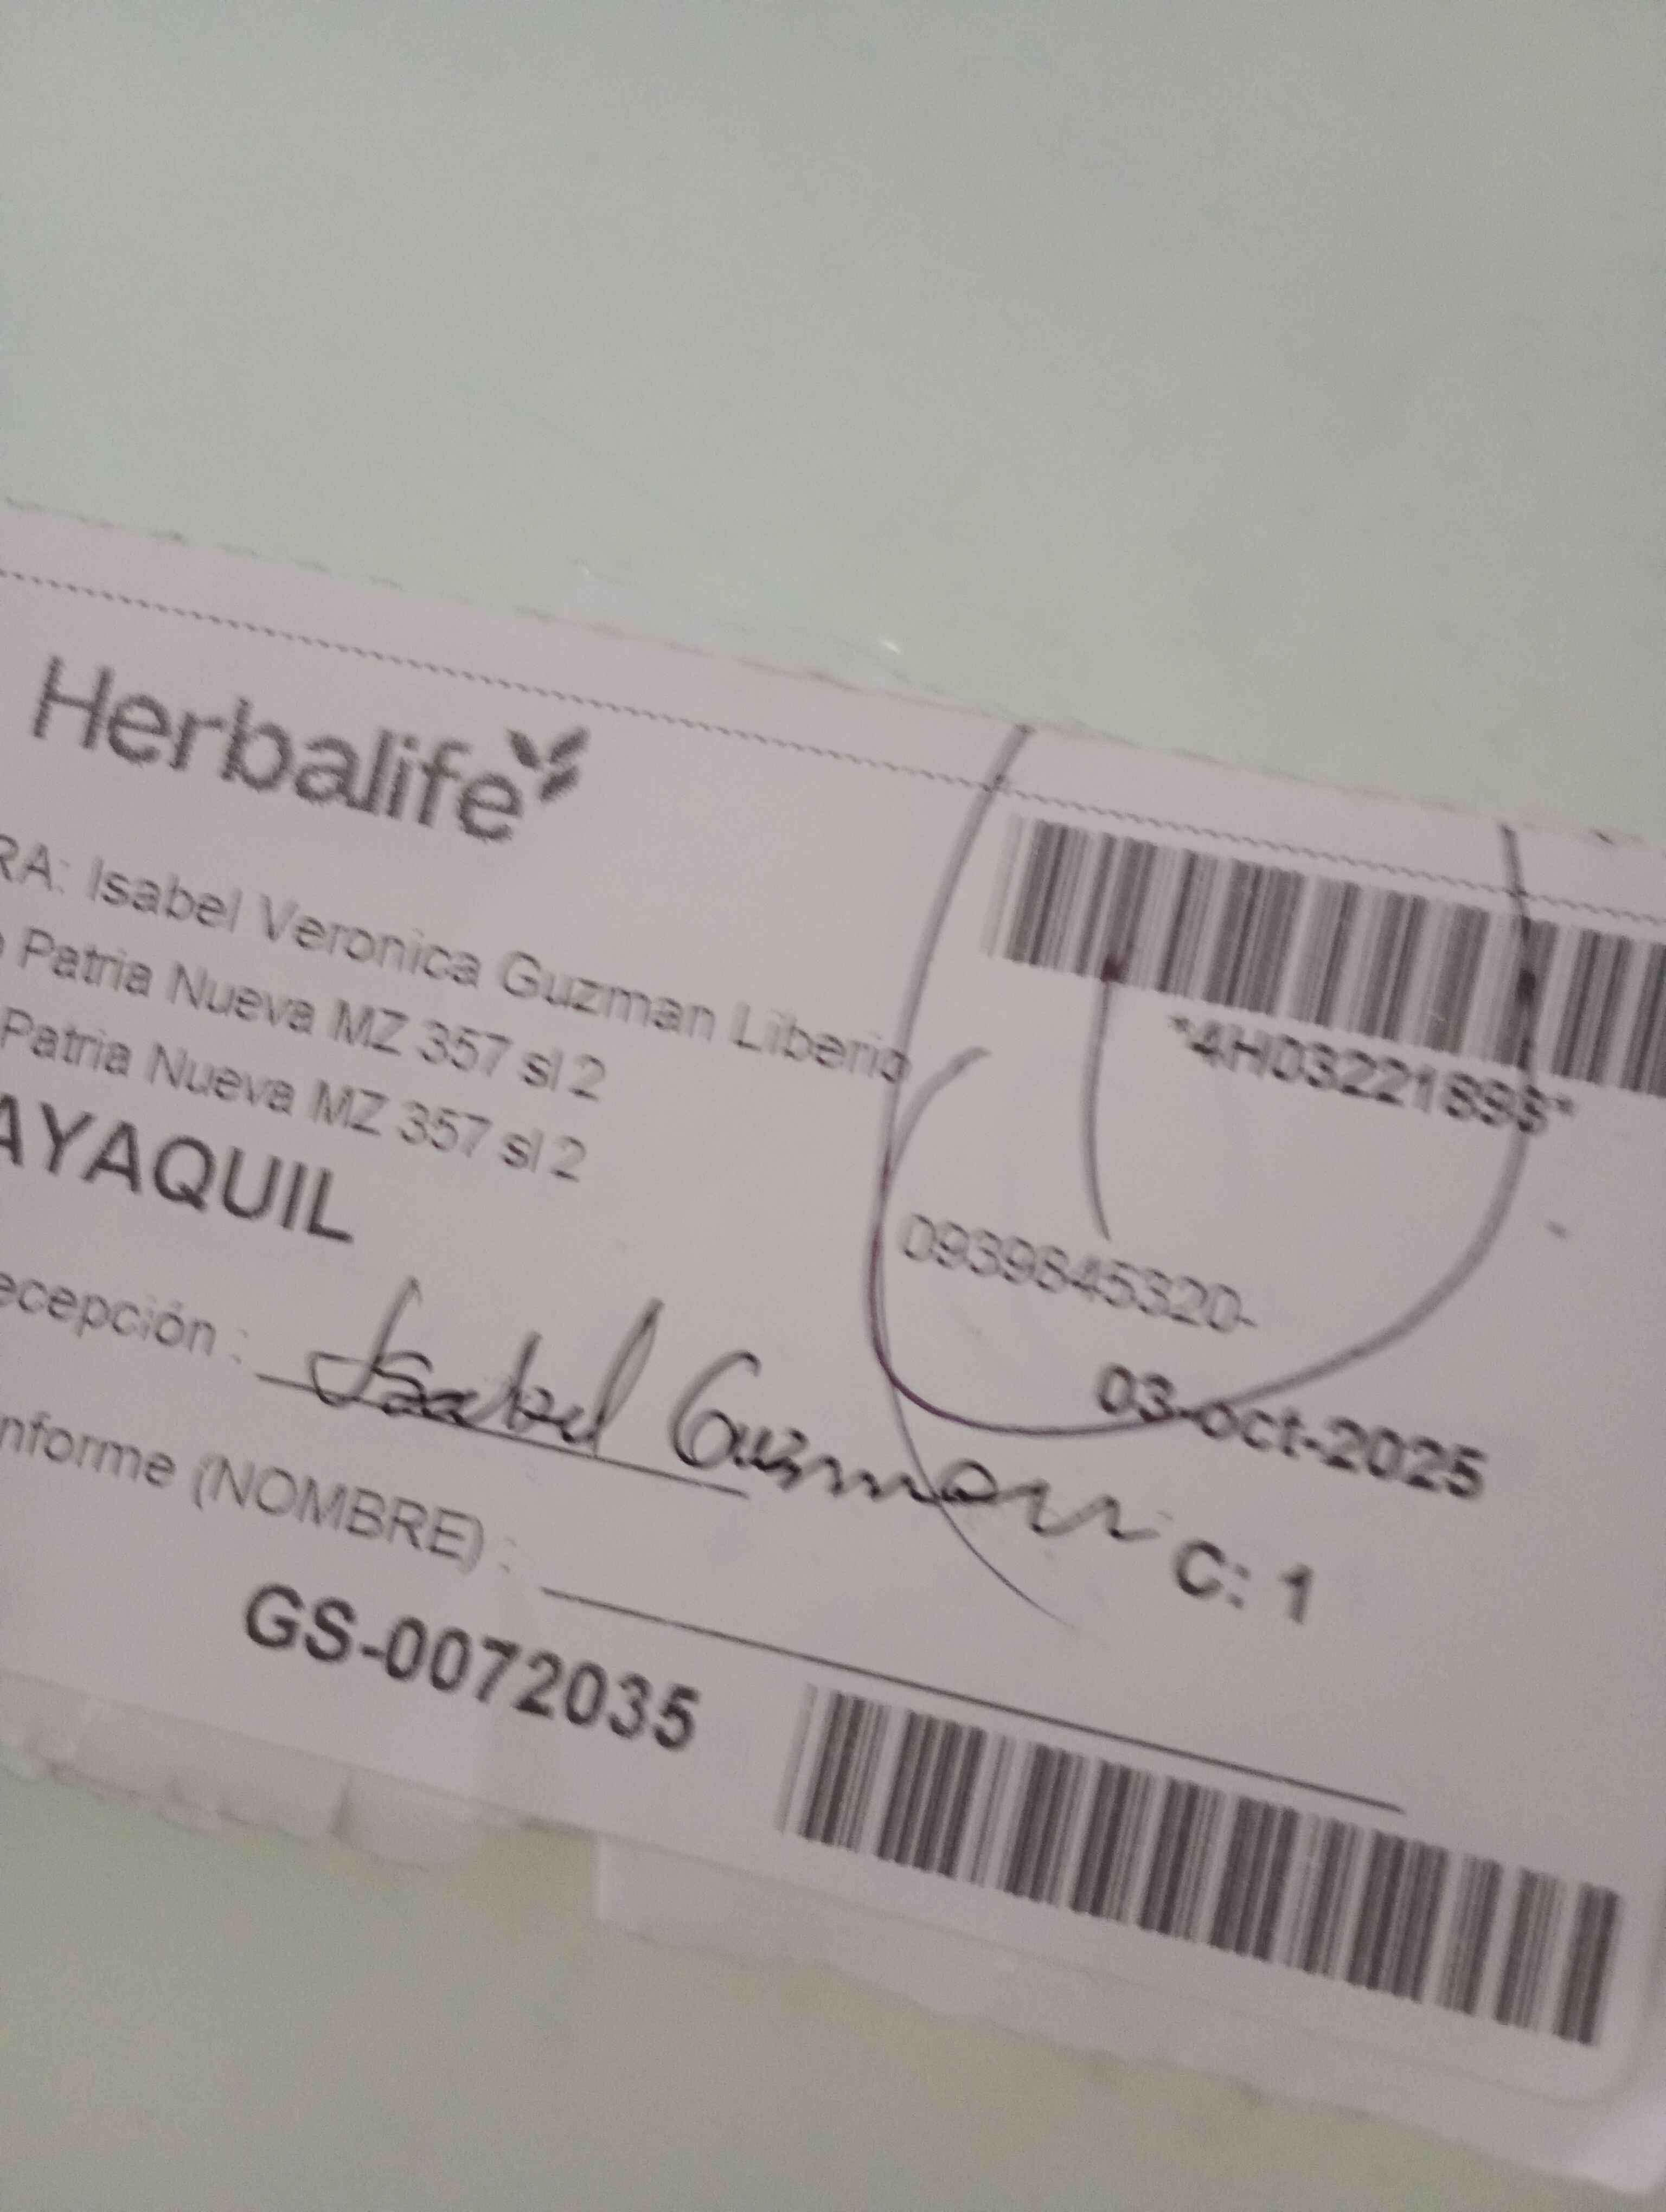 Herbalife
RA: Isabel Veronica Guzman Liberio
Patria Nueva MZ 357 sl 2
Patria Nueva MZ 357 sl 2
AYAQUIL
*4H03221898*
0939845320-
03-oct-2025
ecepción : Isabel Guzman
C: 1
nforme (NOMBRE) :
GS-0072035